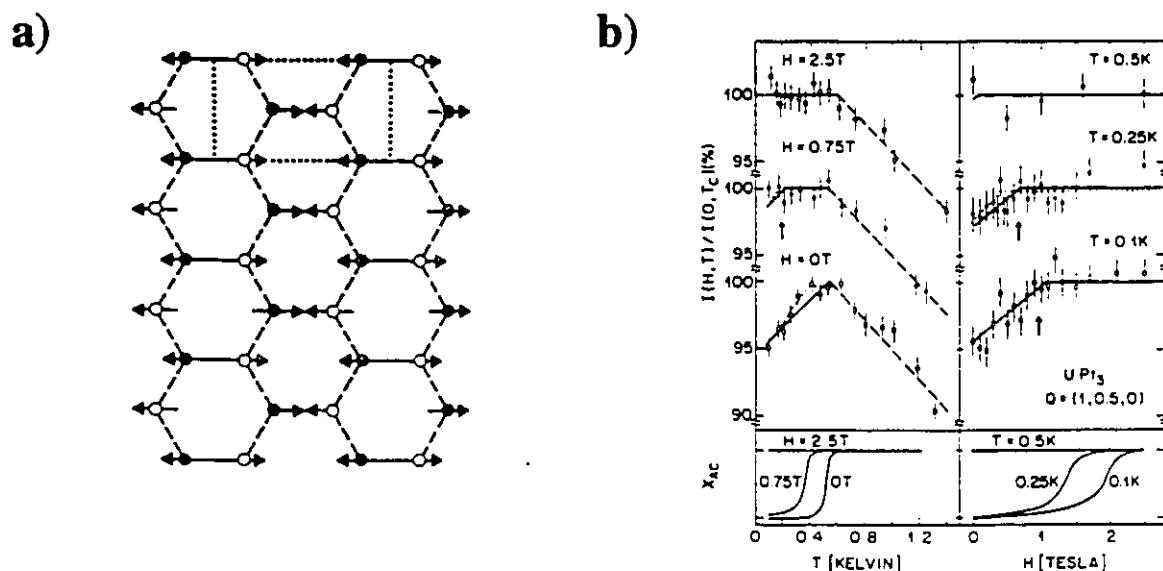 a)
b)
H = 2.5T
T = 0.5K
100
95
H = 0.75T
T = 0.25K
100
95
H = 0T
T = 0.1K
100
95
90
I(H,T)/I(0,T_C)(%)
UPt₃
Q = (1,0.5,0)
H = 2.5T
T = 0.5K
X_AC
0.75T
0T
0.25K
0.1K
0 0.4 0.8 1.2 0 1 2
T [KELVIN] H [TESLA]